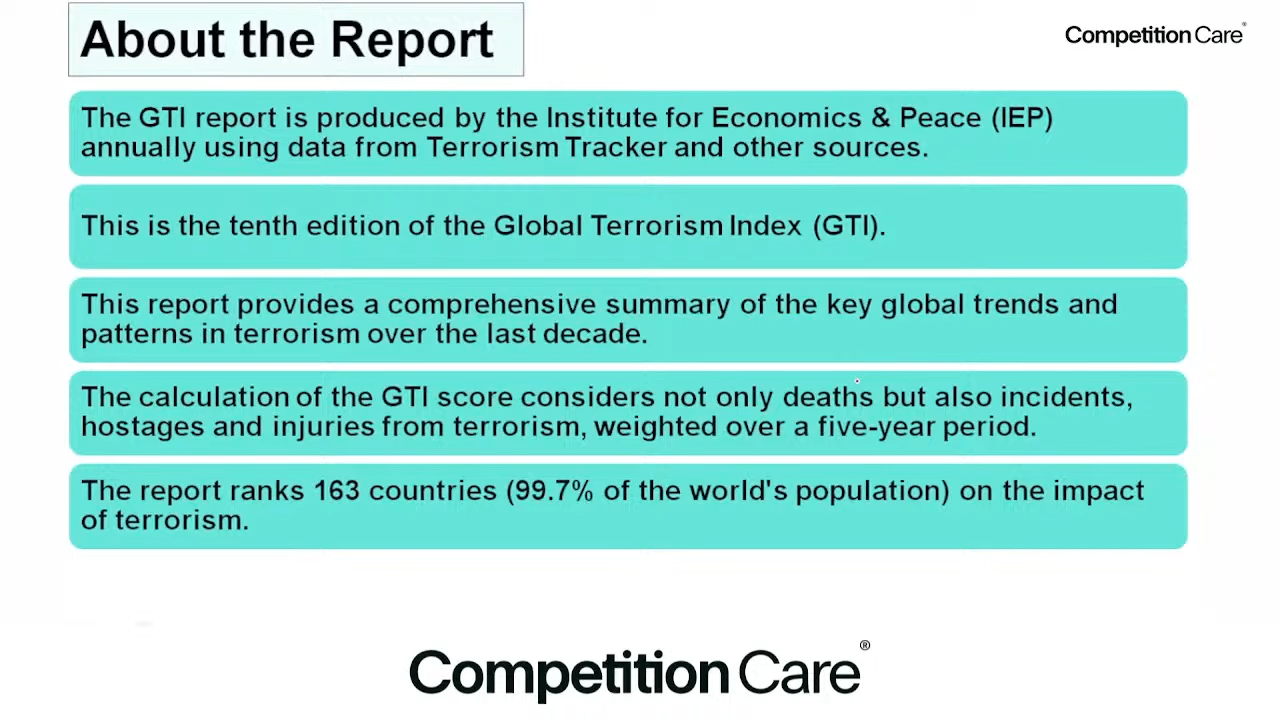 About the Report
Competition Care®
The GTI report is produced by the Institute for Economics & Peace (IEP)
annually using data from Terrorism Tracker and other sources.
This is the tenth edition of the Global Terrorism Index (GTI).
This report provides a comprehensive summary of the key global trends and
patterns in terrorism over the last decade.
The calculation of the GTI score considers not only deaths but also incidents,
hostages and injuries from terrorism, weighted over a five-year period.
The report ranks 163 countries (99.7% of the world's population) on the impact
of terrorism.
Competition Care®